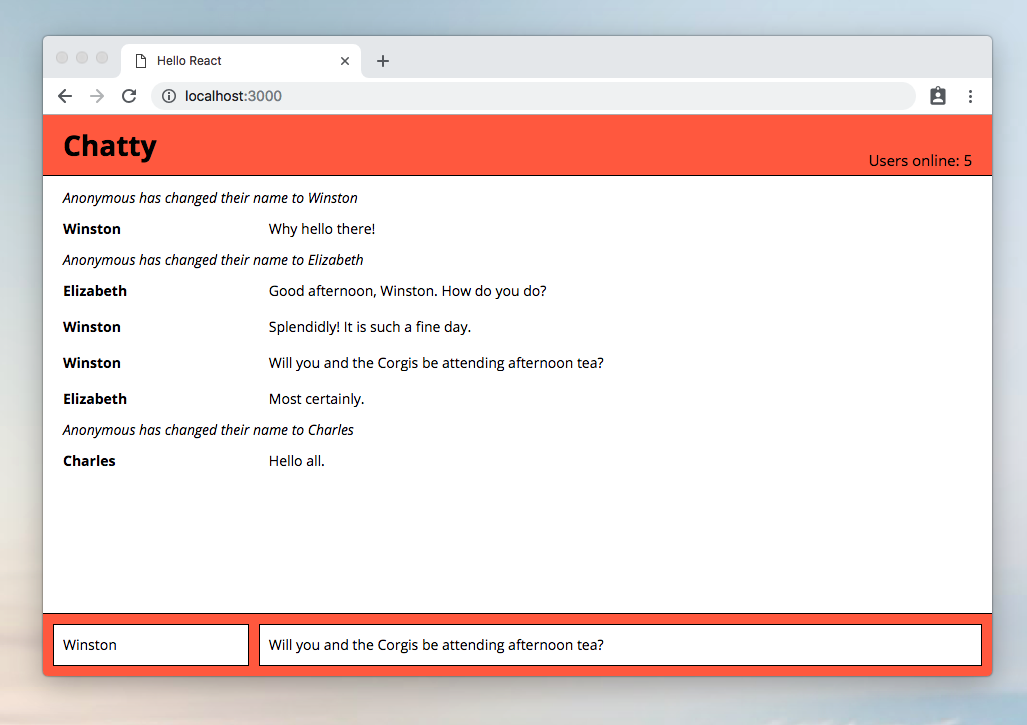 Hello React
localhost:3000
Chatty
Users online: 5
Anonymous has changed their name to Winston
Winston Why hello there!
Anonymous has changed their name to Elizabeth
Elizabeth Good afternoon, Winston. How do you do?
Winston Splendidly! It is such a fine day.
Winston Will you and the Corgis be attending afternoon tea?
Elizabeth Most certainly.
Anonymous has changed their name to Charles
Charles Hello all.
Winston Will you and the Corgis be attending afternoon tea?